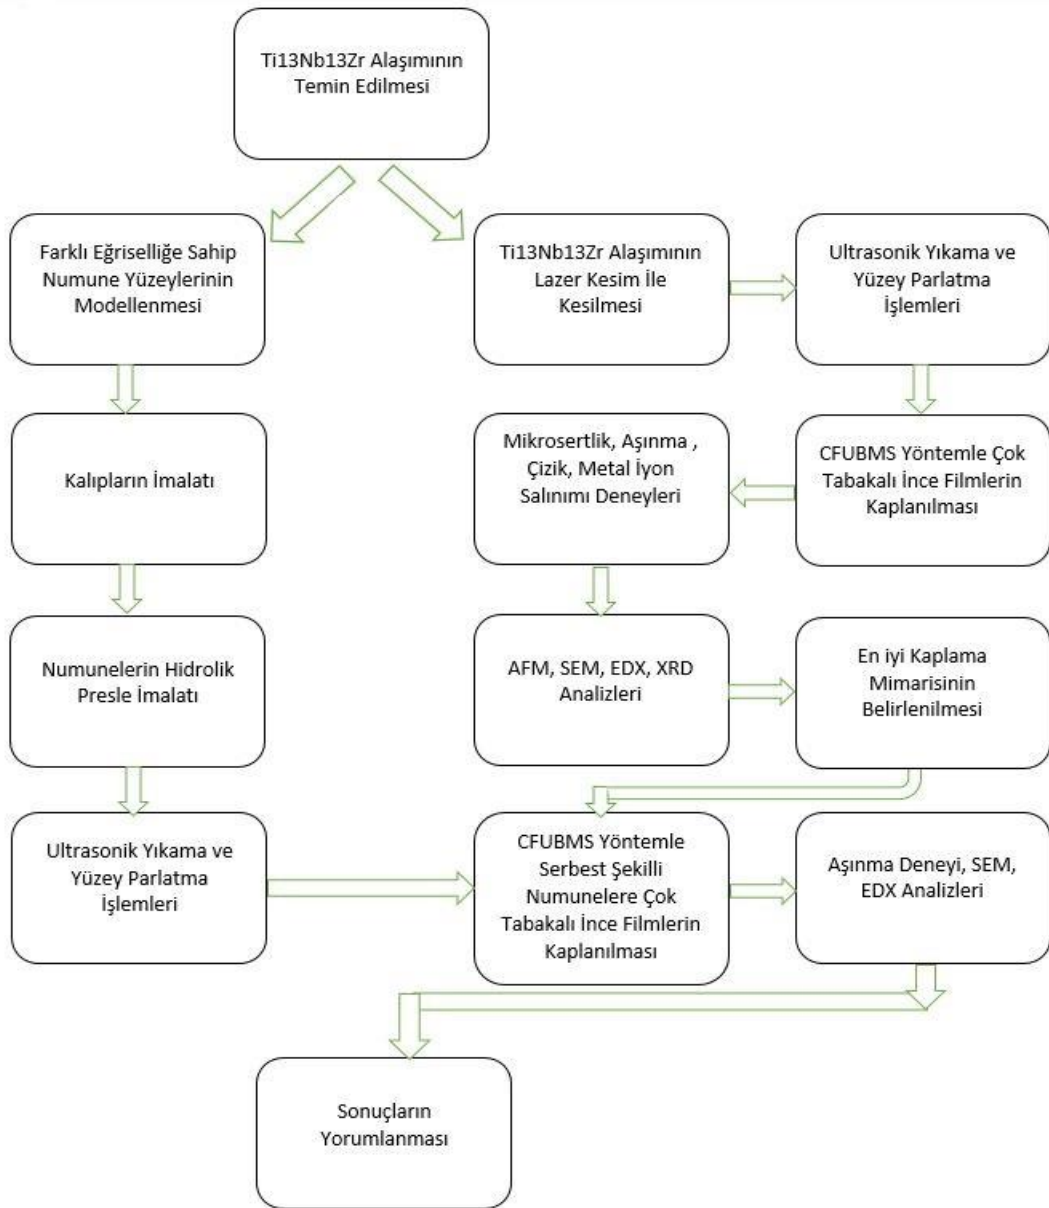 Ti13Nb13Zr Alaşımının
Temin Edilmesi
Farklı Eğriselliğe Sahip
Numune Yüzeylerinin
Modellenmesi
Ti13Nb13Zr Alaşımının
Lazer Kesim İle
Kesilmesi
Ultrasonik Yıkama ve
Yüzey Parlatma
İşlemleri
Kalıpların İmalatı
Mikrosertlik, Aşınma ,
Çizik, Metal İyon
Salınımı Deneyleri
CFUBMS Yöntemle Çok
Tabakalı İnce Filmlerin
Kaplanılması
Numunelerin Hidrolik
Presle İmalatı
AFM, SEM, EDX, XRD
Analizleri
En iyi Kaplama
Mimarisinin
Belirlenilmesi
Ultrasonik Yıkama ve
Yüzey Parlatma
İşlemleri
CFUBMS Yöntemle
Serbest Şekilli
Numunelere Çok
Tabakalı İnce Filmlerin
Kaplanılması
Aşınma Deneyi, SEM,
EDX Analizleri
Sonuçların
Yorumlanması